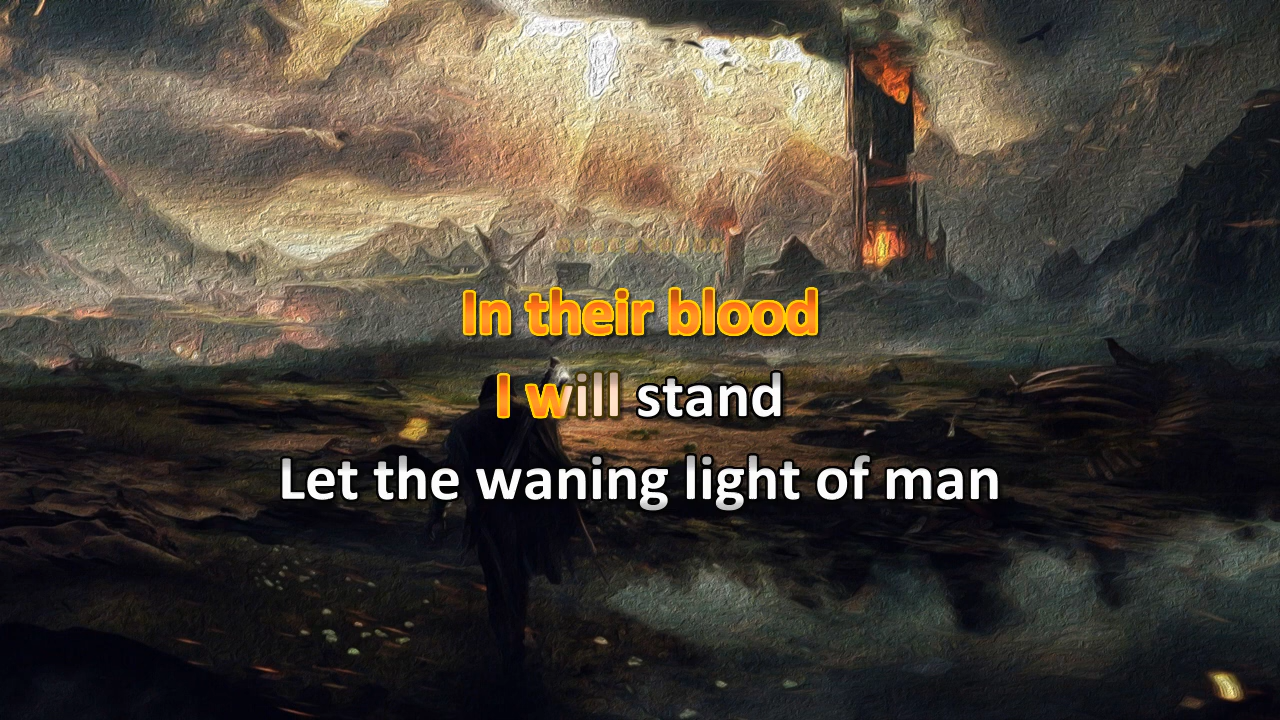 In their blood
I will stand
Let the waning light of man